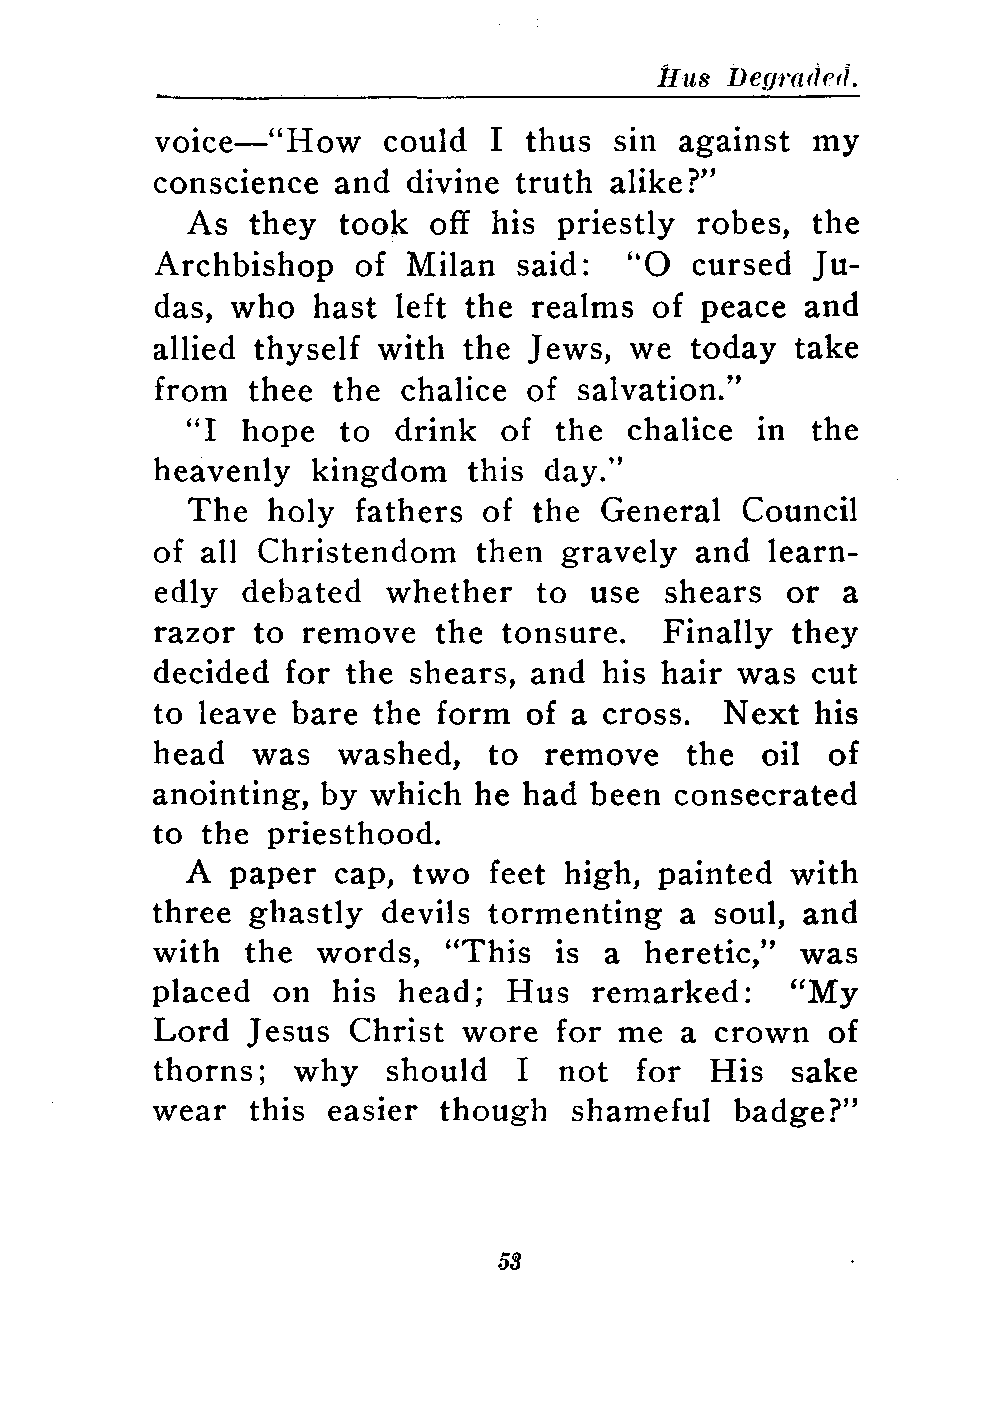 Hus Degraded.
voice—“How could I thus sin against my
conscience and divine truth alike?”
As they took off his priestly robes, the
Archbishop of Milan said: “O cursed Ju-
das, who hast left the realms of peace and
allied thyself with the Jews, we today take
from thee the chalice of salvation.”
“I hope to drink of the chalice in the
heavenly kingdom this day.”
The holy fathers of the General Council
of all Christendom then gravely and learn-
edly debated whether to use shears or a
razor to remove the tonsure. Finally they
decided for the shears, and his hair was cut
to leave bare the form of a cross. Next his
head was washed, to remove the oil of
anointing, by which he had been consecrated
to the priesthood.
A paper cap, two feet high, painted with
three ghastly devils tormenting a soul, and
with the words, “This is a heretic,” was
placed on his head; Hus remarked: “My
Lord Jesus Christ wore for me a crown of
thorns; why should I not for His sake
wear this easier though shameful badge?”
53